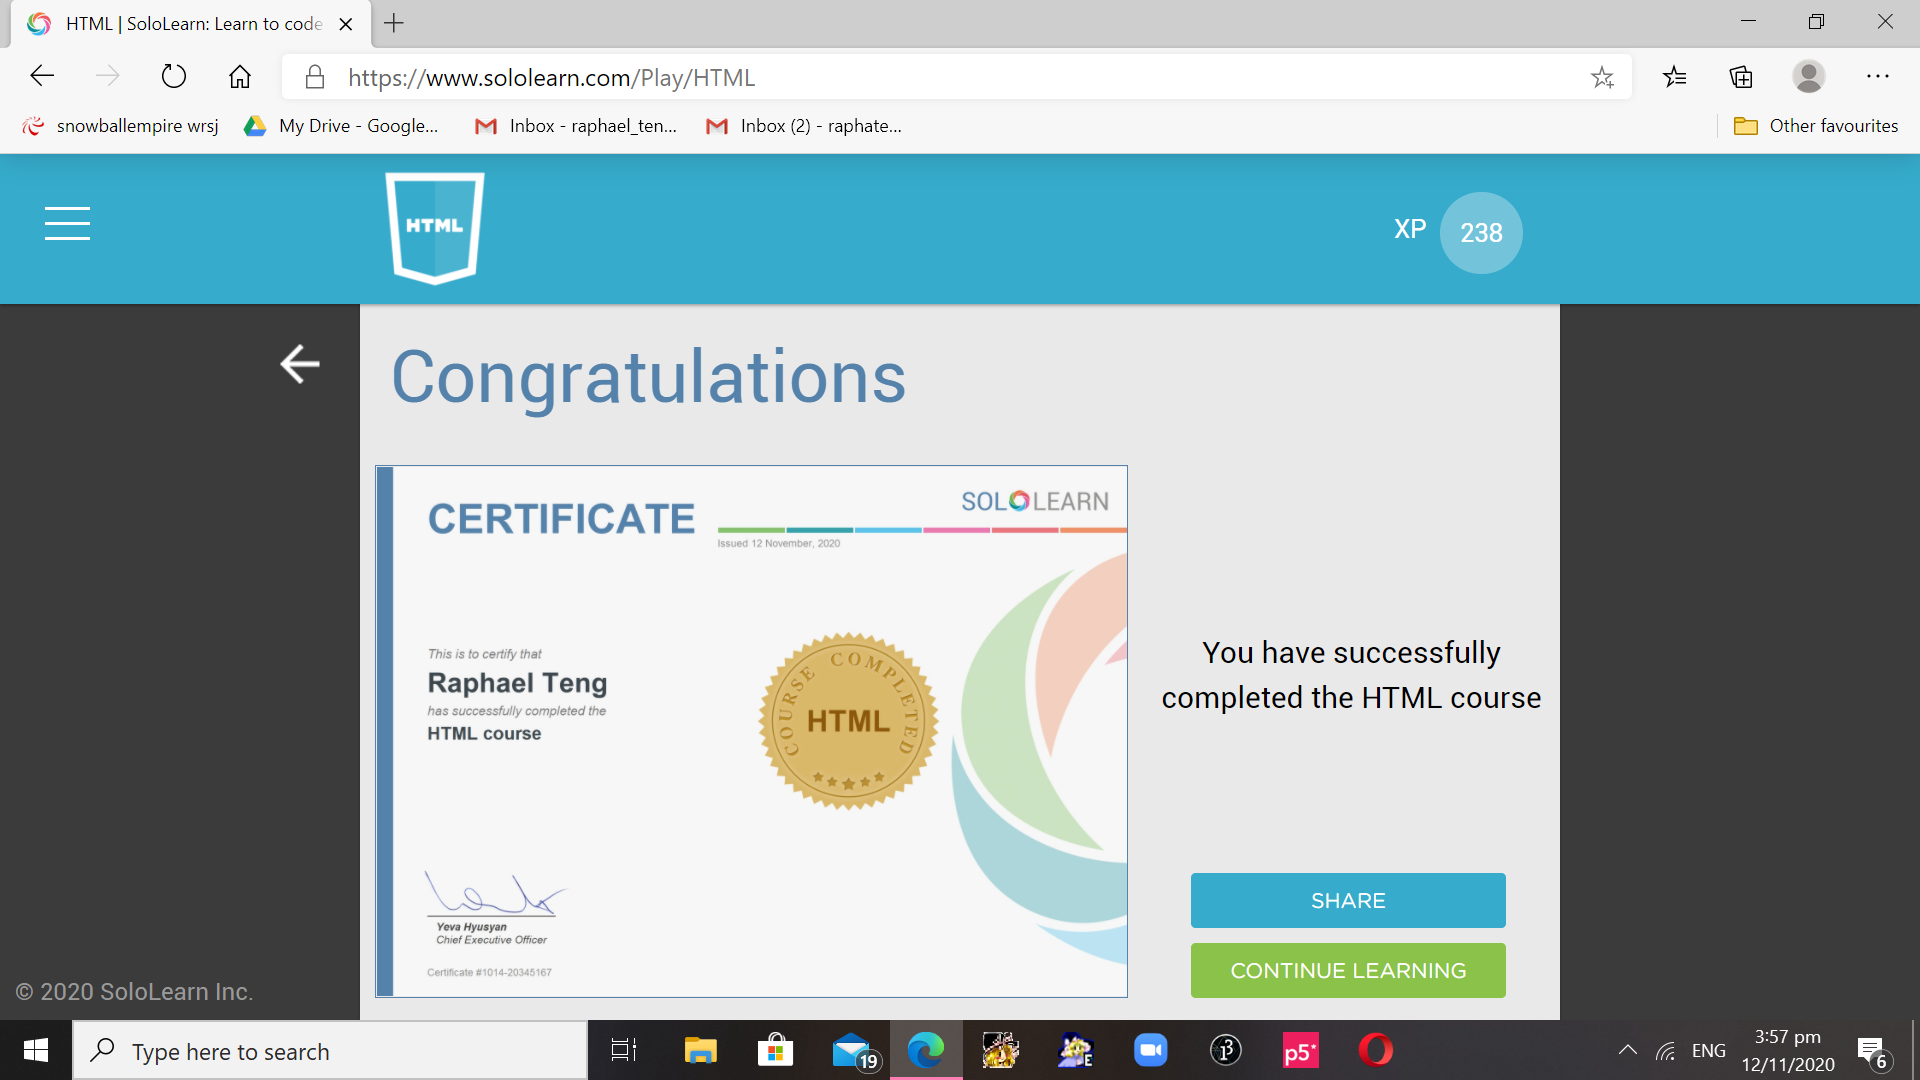 HTML | SoloLearn: Learn to code
https://www.sololearn.com/Play/HTML
snowballempire wrsj
My Drive - Google...
Inbox - raphael_ten...
Inbox (2) - raphate...
Other favourites
HTML
XP 238
Congratulations
CERTIFICATE
SOLOLEARN
Issued 12 November, 2020
This is to certify that
Raphael Teng
has successfully completed the
HTML course
COURSE COMPLETED
HTML
Yeva Hyusyan
Chief Executive Officer
Certificate #1014-20345167
You have successfully
completed the HTML course
SHARE
CONTINUE LEARNING
© 2020 SoloLearn Inc.
Type here to search
19
E
p5*
ENG
3:57 pm
12/11/2020
6